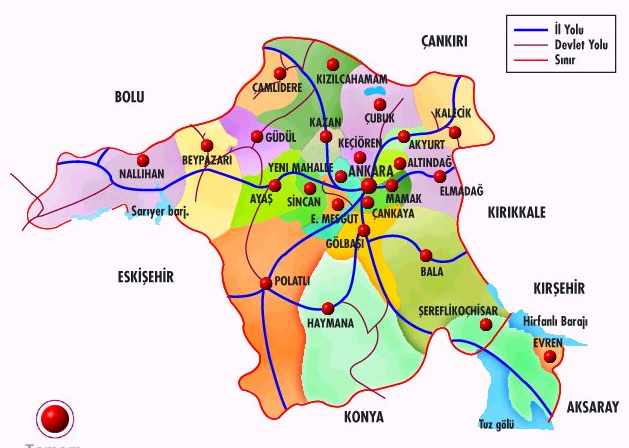 İl Yolu
Devlet Yolu
Sınır
ÇANKIRI
KIZILCAHAMAM
ÇAMLIDERE
BOLU
ÇUBUK
KALECİK
KAZAN
GÜDÜL
KEÇİÖREN
AKYURT
BEYPAZARI
YENİ MAHALLE
ALTINDAĞ
NALLIHAN
ANKARA
ELMADAĞ
AYAŞ
SİNCAN
MAMAK
Sarıyer barj.
E. MESGUT
ÇANKAYA
KIRIKKALE
GÖLBAŞI
ESKİŞEHİR
BALA
POLATLI
KIRŞEHİR
ŞEREFLİKOÇHİSAR
HAYMANA
Hirfanlı Barajı
EVREN
KONYA
AKSARAY
Tuz gölü